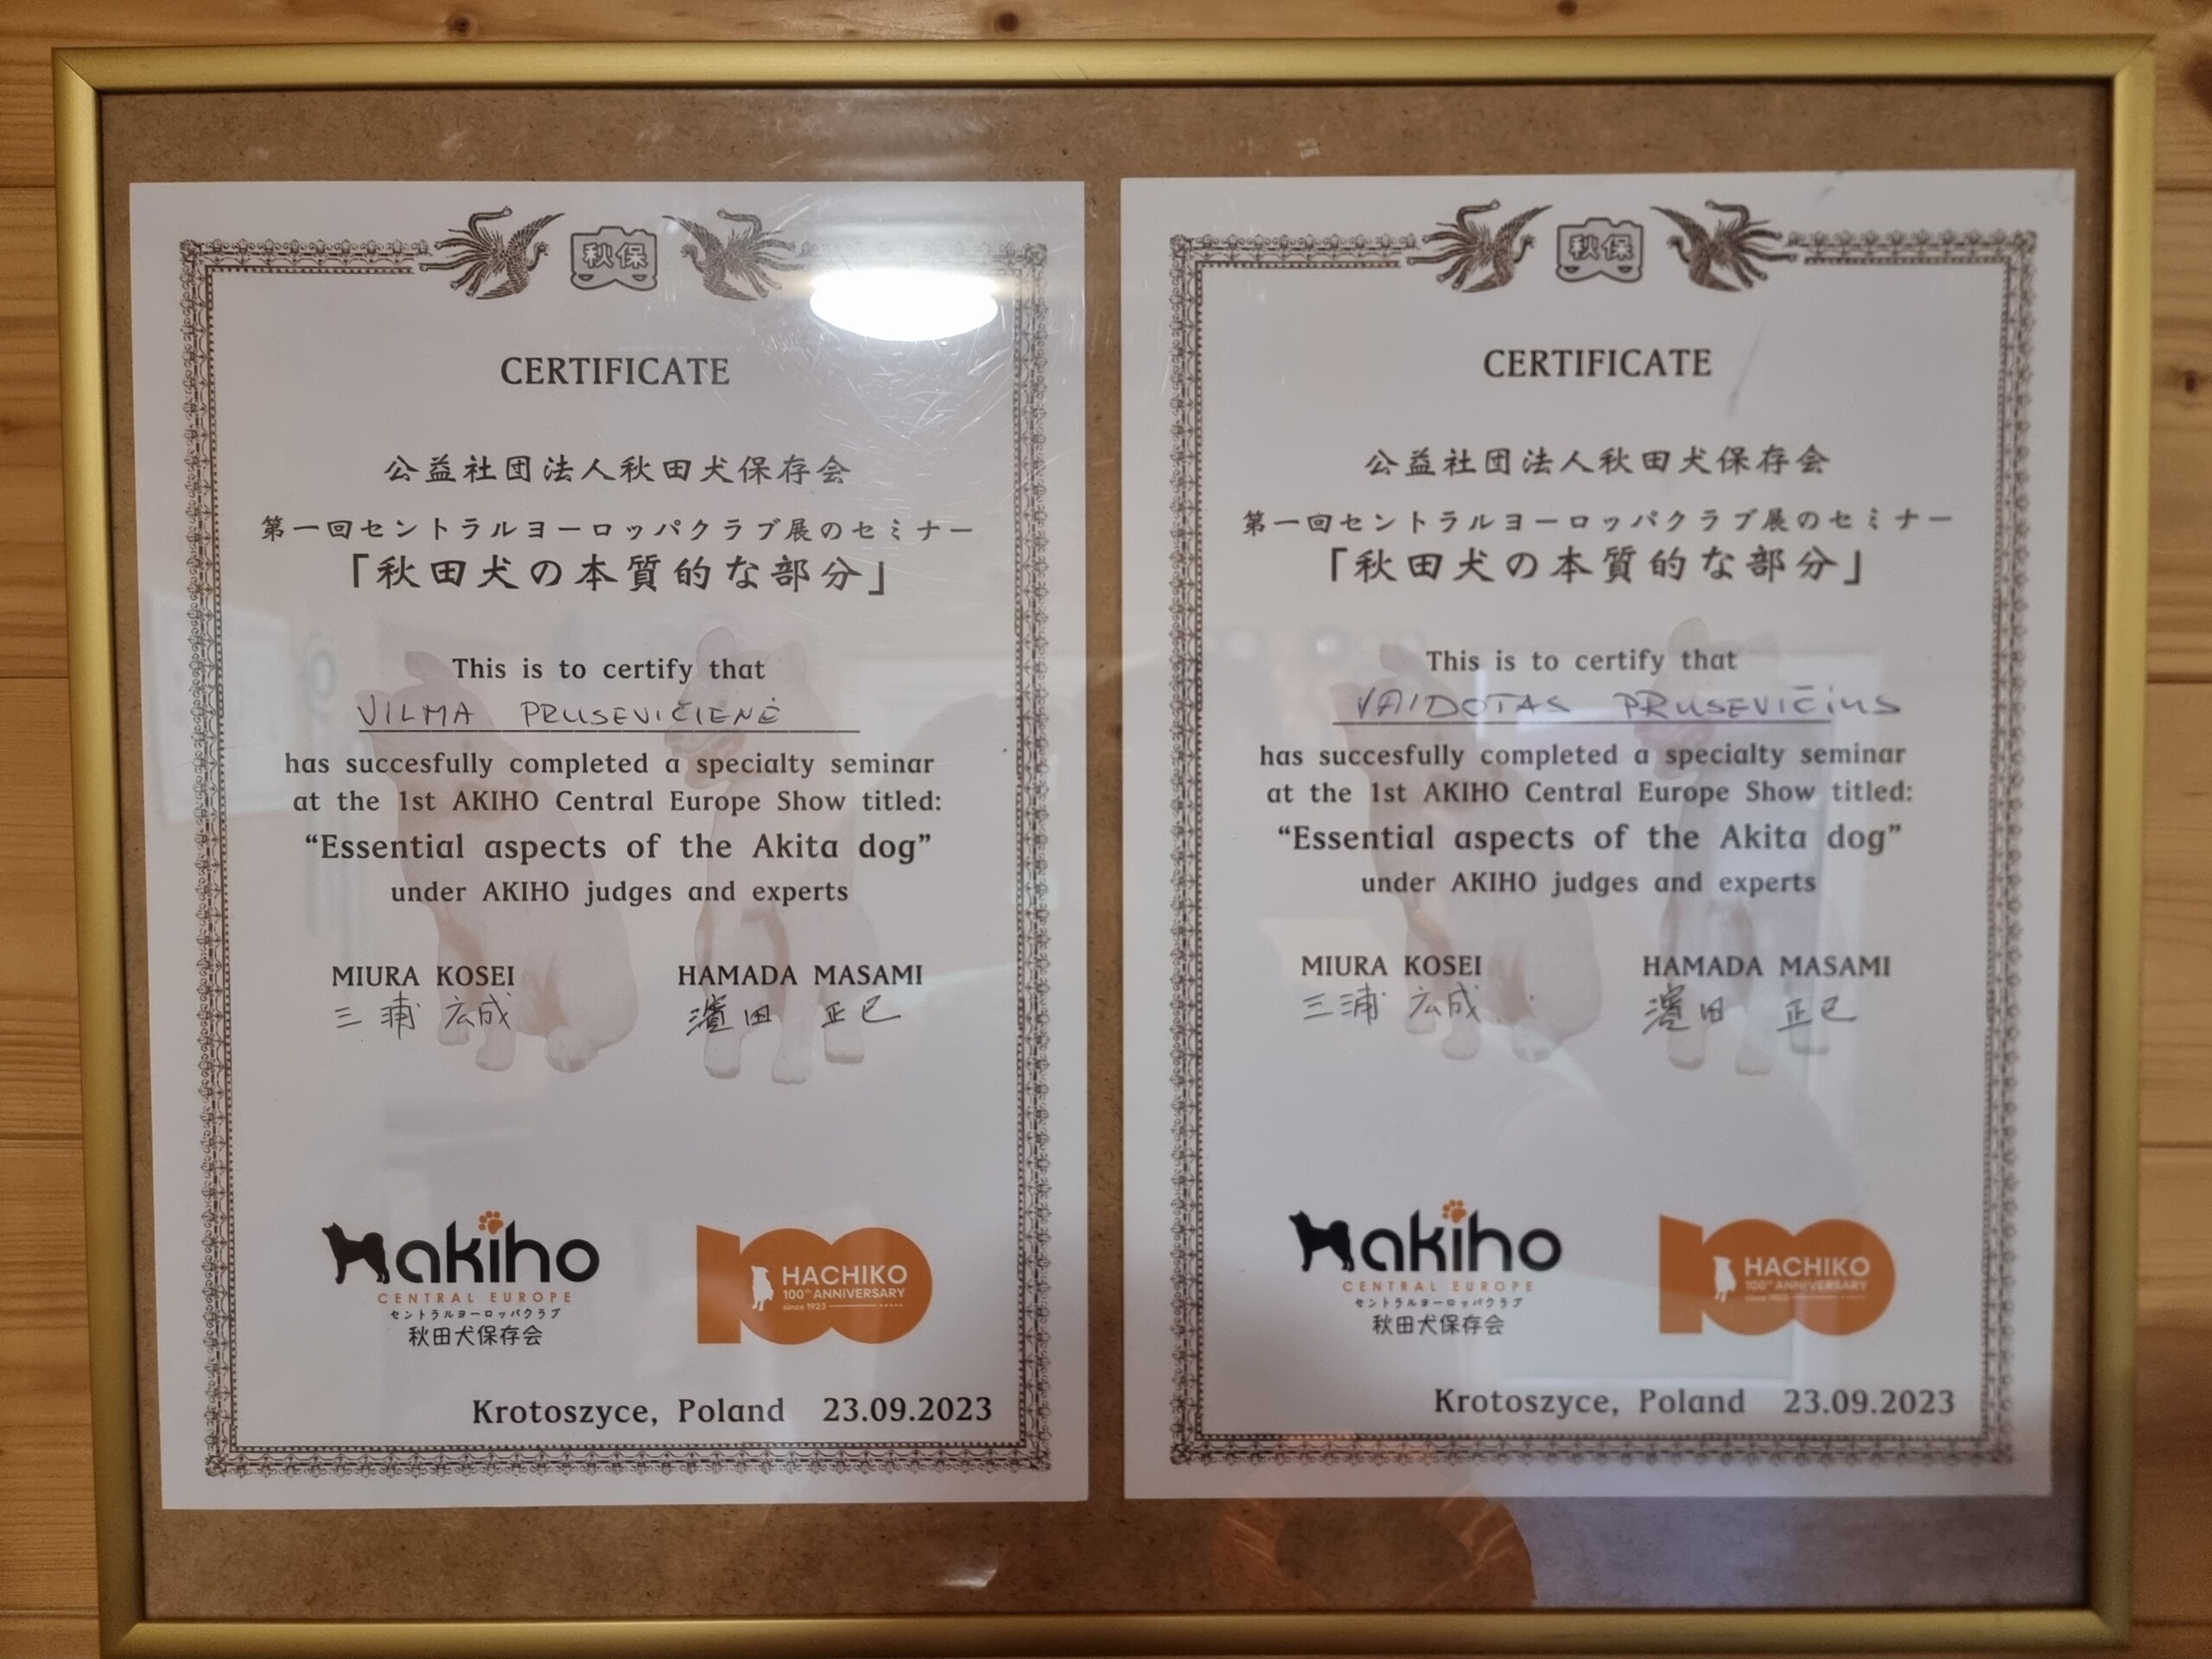 秋保
CERTIFICATE
公益社団法人秋田犬保存会
第一回セントラルヨーロッパクラブ展のセミナー
「秋田犬の本質的な部分」
This is to certify that
VILMA PRUSEVIČIENĖ
has succesfully completed a specialty seminar
at the 1st AKIHO Central Europe Show titled:
“Essential aspects of the Akita dog”
under AKIHO judges and experts
MIURA KOSEI HAMADA MASAMI
三浦 広成 濱田 正己
akiho
CENTRAL EUROPE
セントラルヨーロッパクラブ
秋田犬保存会
100
HACHIKO
100th ANNIVERSARY
since 1923
Krotoszyce, Poland 23.09.2023
秋保
CERTIFICATE
公益社団法人秋田犬保存会
第一回セントラルヨーロッパクラブ展のセミナー
「秋田犬の本質的な部分」
This is to certify that
VAIDOTAS PRUSEVIČIUS
has succesfully completed a specialty seminar
at the 1st AKIHO Central Europe Show titled:
“Essential aspects of the Akita dog”
under AKIHO judges and experts
MIURA KOSEI HAMADA MASAMI
三浦 広成 濱田 正己
akiho
CENTRAL EUROPE
セントラルヨーロッパクラブ
秋田犬保存会
100
HACHIKO
100th ANNIVERSARY
since 1923
Krotoszyce, Poland 23.09.2023